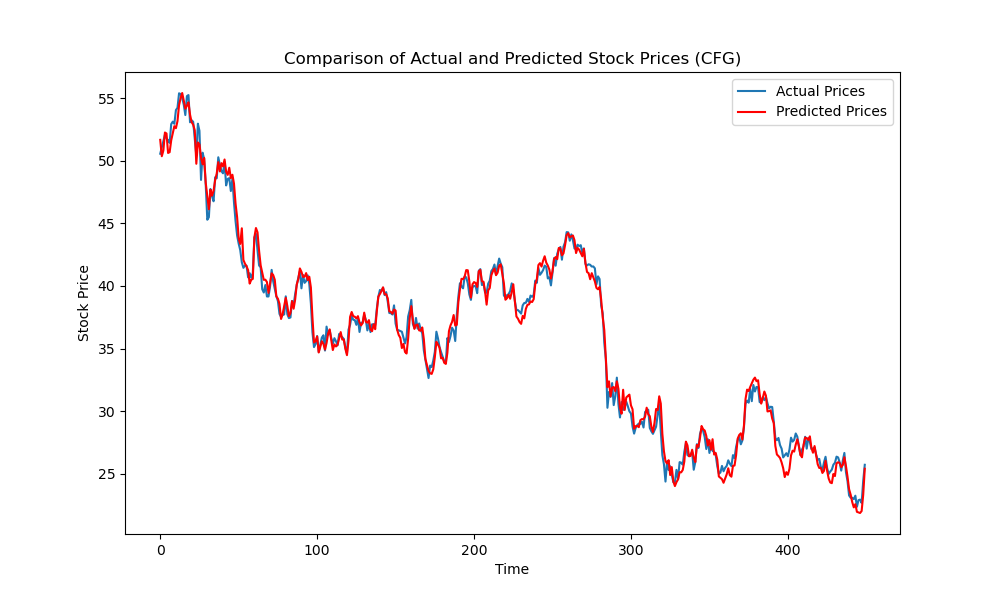 Comparison of Actual and Predicted Stock Prices (CFG)
Actual Prices
Predicted Prices
Stock Price
55
50
45
40
35
30
25
0 100 200 300 400
Time